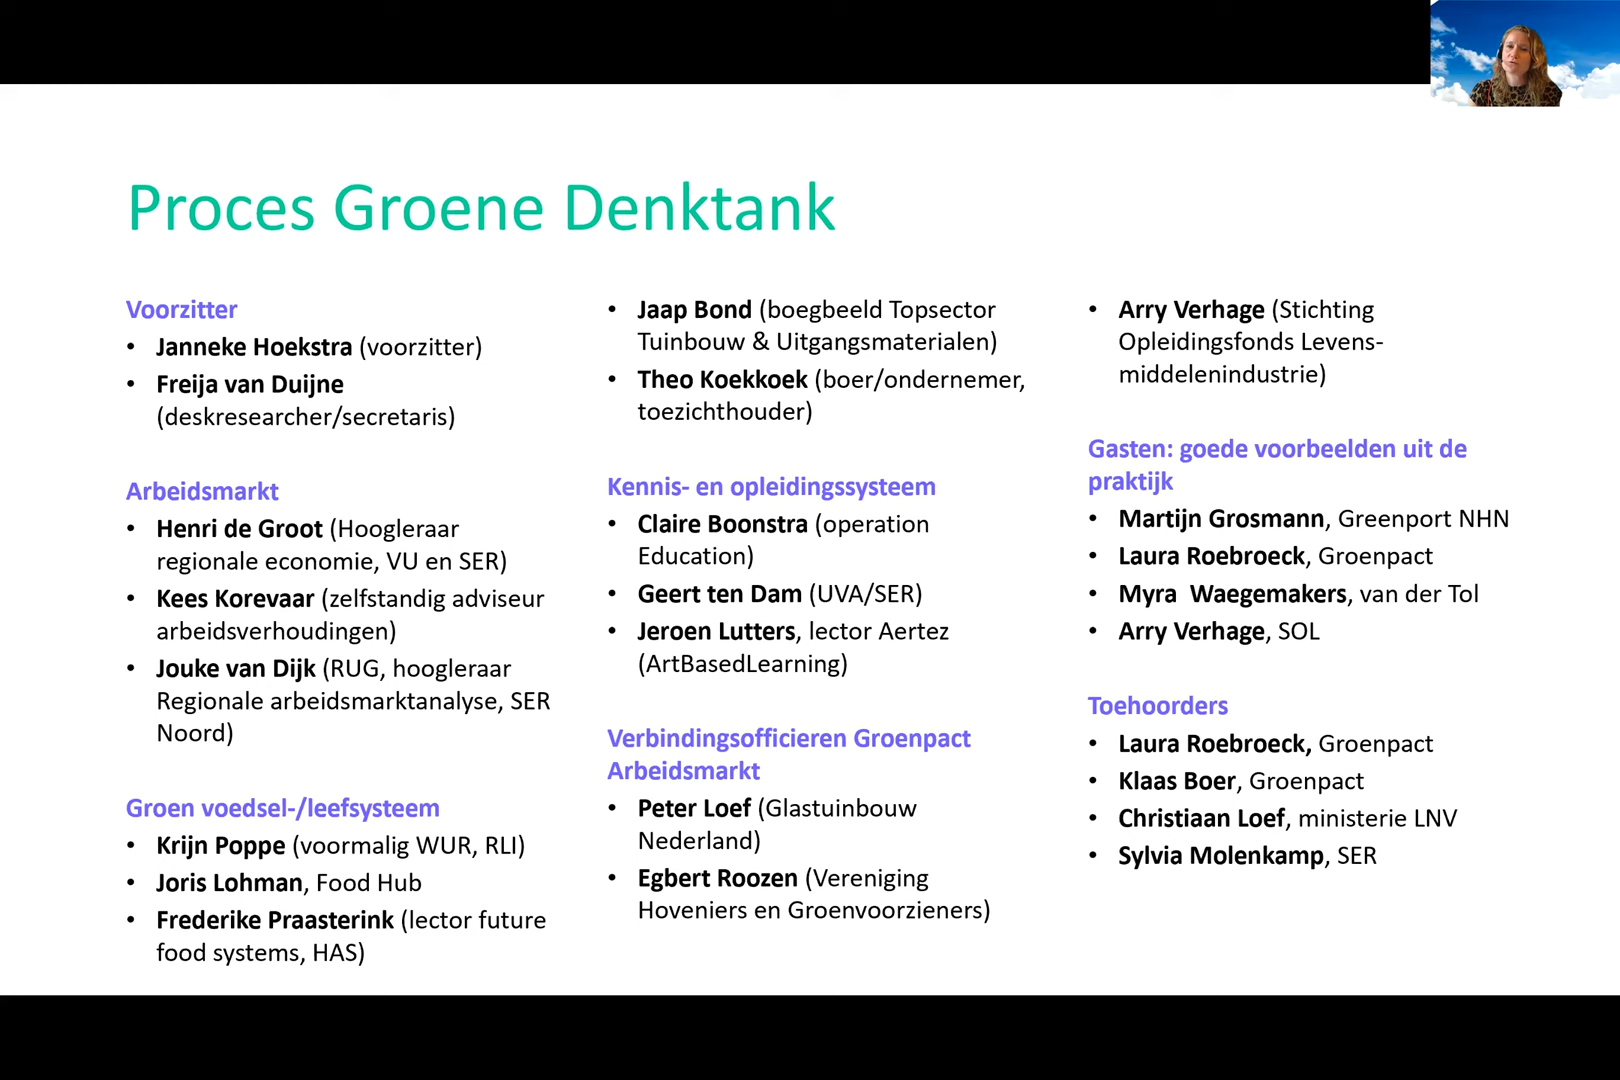 Proces Groene Denktank
Voorzitter
• Janneke Hoekstra (voorzitter)
• Freija van Duijne
(deskresearcher/secretaris)
Arbeidsmarkt
• Henri de Groot (Hoogleraar
regionale economie, VU en SER)
• Kees Korevaar (zelfstandig adviseur
arbeidsverhoudingen)
• Jouke van Dijk (RUG, hoogleraar
Regionale arbeidsmarktanalyse, SER
Noord)
Groen voedsel-/leefsysteem
• Krijn Poppe (voormalig WUR, RLI)
• Joris Lohman, Food Hub
• Frederike Praasterink (lector future
food systems, HAS)
• Jaap Bond (boegbeeld Topsector
Tuinbouw & Uitgangsmaterialen)
• Theo Koekkoek (boer/ondernemer,
toezichthouder)
Kennis- en opleidingssysteem
• Claire Boonstra (operation
Education)
• Geert ten Dam (UVA/SER)
• Jeroen Lutters, lector Aertez
(ArtBasedLearning)
Verbindingsofficieren Groenpact
Arbeidsmarkt
• Peter Loef (Glastuinbouw
Nederland)
• Egbert Roozen (Vereniging
Hoveniers en Groenvoorzieners)
• Arry Verhage (Stichting
Opleidingsfonds Levens-
middelenindustrie)
Gasten: goede voorbeelden uit de
praktijk
• Martijn Grosmann, Greenport NHN
• Laura Roebroeck, Groenpact
• Myra Waegemakers, van der Tol
• Arry Verhage, SOL
Toehoorders
• Laura Roebroeck, Groenpact
• Klaas Boer, Groenpact
• Christiaan Loef, ministerie LNV
• Sylvia Molenkamp, SER